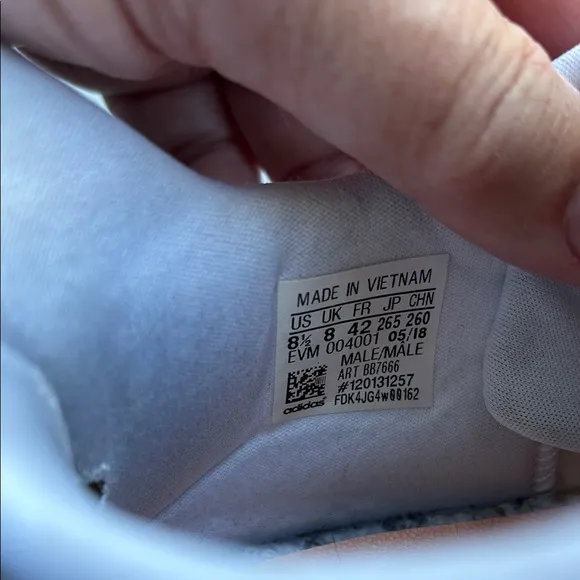 MADE IN VIETNAM
US UK FR JP CHN
8½ 8 42 265 260
EVM 004001 05/18
MALE/MÂLE
ART BB7666
#120131257
adidas FDK4JG4W00162